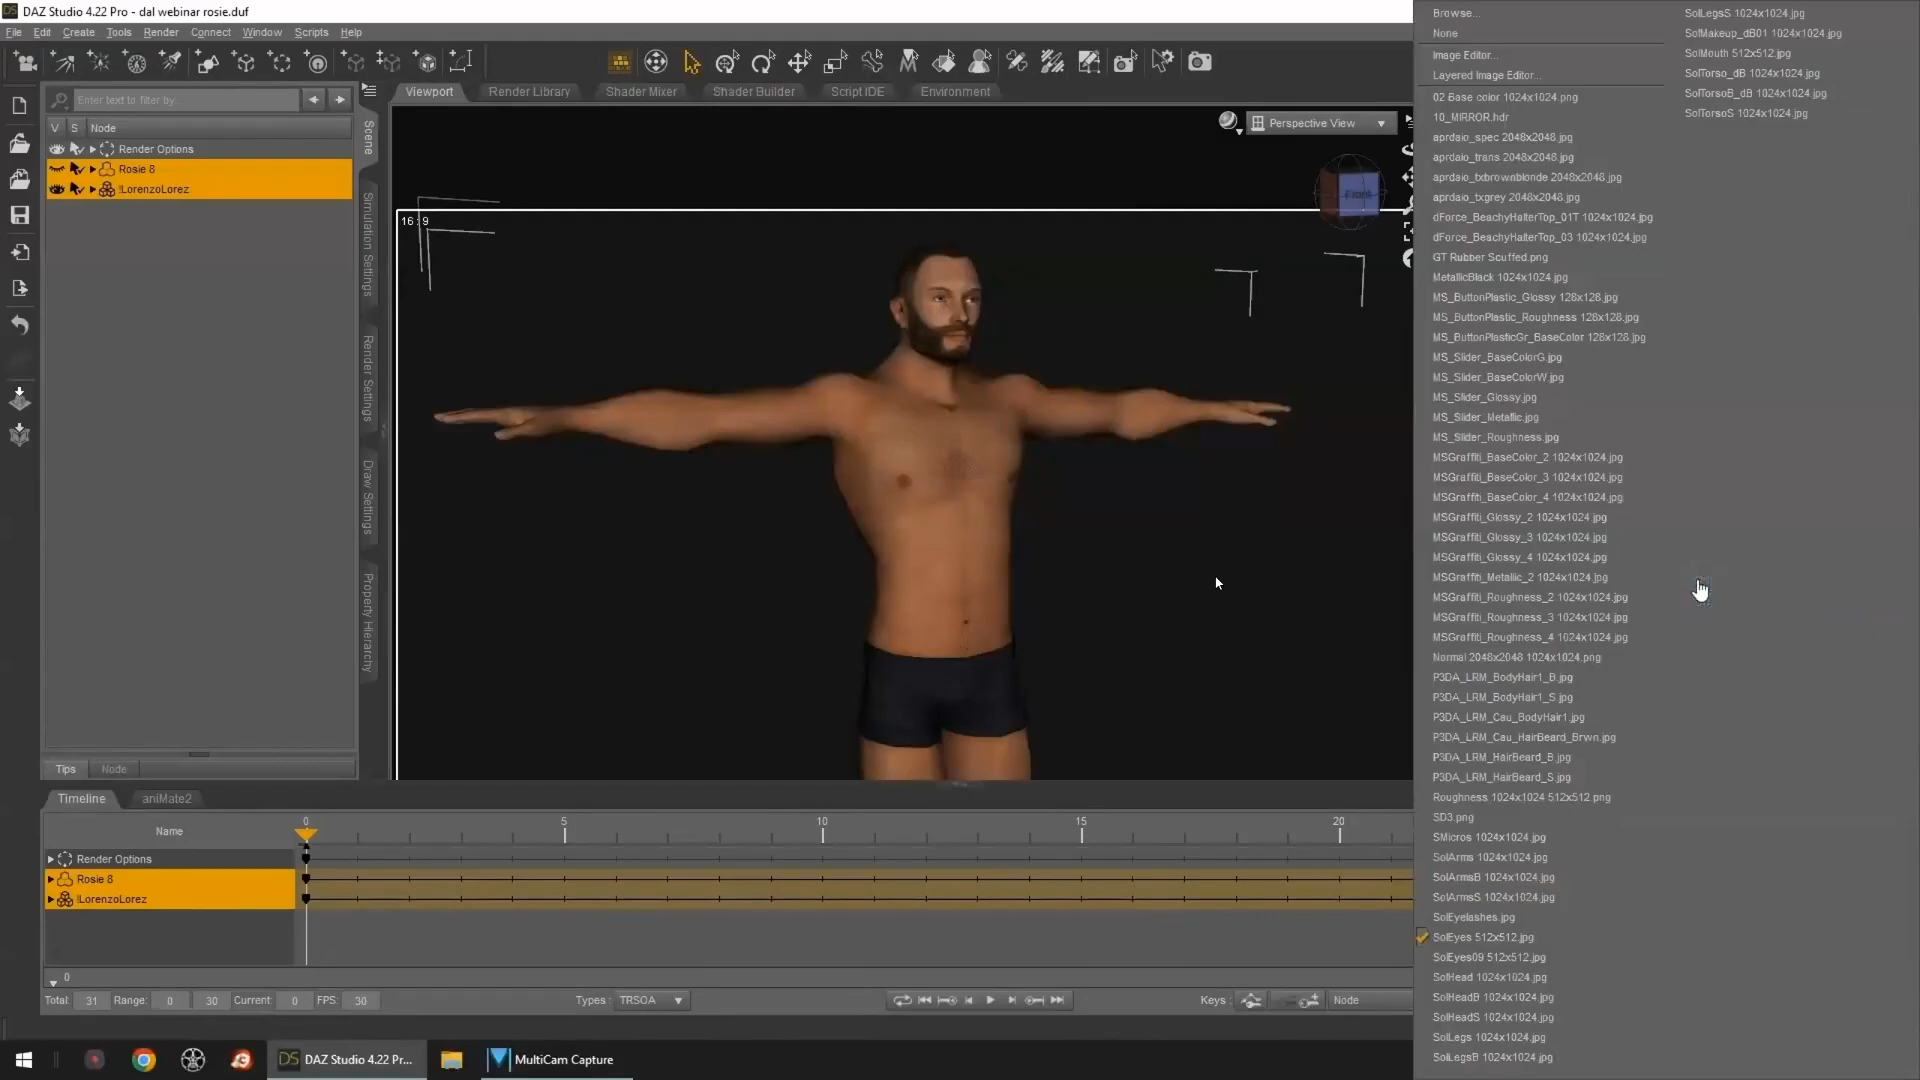 DAZ Studio 4.22 Pro - dal webinar rosie.duf
File Edit Create Tools Render Connect Window Scripts Help
Enter text to filter by...
V S Node
Render Options
Rosie 8
!LorenzoLorez
Tips Node
Scene
Simulation Settings
Render Settings
Draw Settings
Property Hierarchy
Viewport Render Library Shader Mixer Shader Builder Script IDE Environment
Perspective View
Front
16 : 9
Timeline aniMate2
Name
0 5 10 15 20
Render Options
Rosie 8
!LorenzoLorez
0
Total: 31 Range: 0 30 Current: 0 FPS: 30 Types : TRSOA Keys : Node
DAZ Studio 4.22 Pr... MultiCam Capture
Browse...
None
Image Editor...
Layered Image Editor...
02 Base color 1024x1024.png
10_MIRROR.hdr
aprdaio_spec 2048x2048.jpg
aprdaio_trans 2048x2048.jpg
aprdaio_txbrownblonde 2048x2048.jpg
aprdaio_txgrey 2048x2048.jpg
dForce_BeachyHalterTop_01T 1024x1024.jpg
dForce_BeachyHalterTop_03 1024x1024.jpg
GT Rubber Scuffed.png
MetallicBlack 1024x1024.jpg
MS_ButtonPlastic_Glossy 128x128.jpg
MS_ButtonPlastic_Roughness 128x128.jpg
MS_ButtonPlasticGr_BaseColor 128x128.jpg
MS_Slider_BaseColorG.jpg
MS_Slider_BaseColorW.jpg
MS_Slider_Glossy.jpg
MS_Slider_Metallic.jpg
MS_Slider_Roughness.jpg
MSGraffiti_BaseColor_2 1024x1024.jpg
MSGraffiti_BaseColor_3 1024x1024.jpg
MSGraffiti_BaseColor_4 1024x1024.jpg
MSGraffiti_Glossy_2 1024x1024.jpg
MSGraffiti_Glossy_3 1024x1024.jpg
MSGraffiti_Glossy_4 1024x1024.jpg
MSGraffiti_Metallic_2 1024x1024.jpg
MSGraffiti_Roughness_2 1024x1024.jpg
MSGraffiti_Roughness_3 1024x1024.jpg
MSGraffiti_Roughness_4 1024x1024.jpg
Normal 2048x2048 1024x1024.png
P3DA_LRM_BodyHair1_B.jpg
P3DA_LRM_BodyHair1_S.jpg
P3DA_LRM_Cau_BodyHair1.jpg
P3DA_LRM_Cau_HairBeard_Brwn.jpg
P3DA_LRM_HairBeard_B.jpg
P3DA_LRM_HairBeard_S.jpg
Roughness 1024x1024 512x512.png
SD3.png
SMicros 1024x1024.jpg
SolArms 1024x1024.jpg
SolArmsB 1024x1024.jpg
SolArmsS 1024x1024.jpg
SolEyelashes.jpg
SolEyes 512x512.jpg
SolEyes09 512x512.jpg
SolHead 1024x1024.jpg
SolHeadB 1024x1024.jpg
SolHeadS 1024x1024.jpg
SolLegs 1024x1024.jpg
SolLegsB 1024x1024.jpg
SolLegsS 1024x1024.jpg
SolMakeup_dB01 1024x1024.jpg
SolMouth 512x512.jpg
SolTorso_dB 1024x1024.jpg
SolTorsoB_dB 1024x1024.jpg
SolTorsoS 1024x1024.jpg